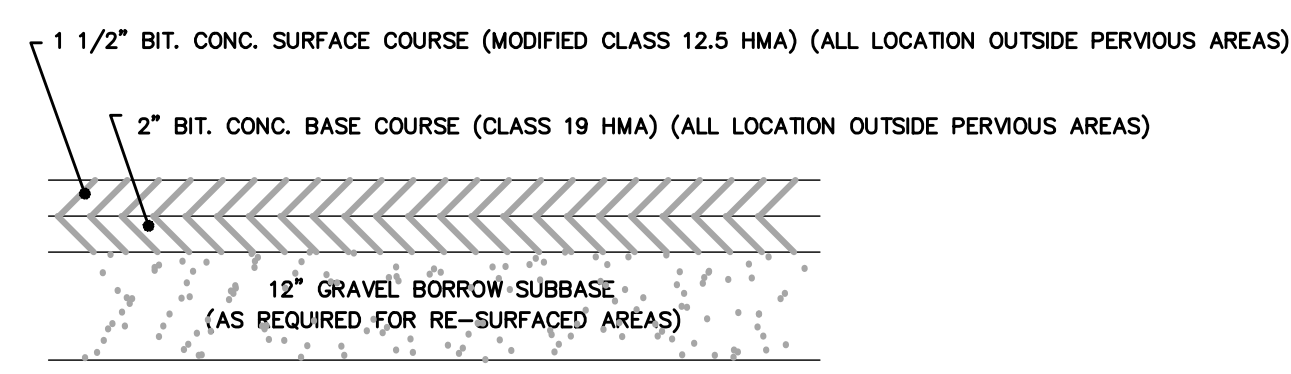 1 1/2" BIT. CONC. SURFACE COURSE (MODIFIED CLASS 12.5 HMA) (ALL LOCATION OUTSIDE PERVIOUS AREAS)
2" BIT. CONC. BASE COURSE (CLASS 19 HMA) (ALL LOCATION OUTSIDE PERVIOUS AREAS)
12" GRAVEL BORROW SUBBASE
(AS REQUIRED FOR RE-SURFACED AREAS)